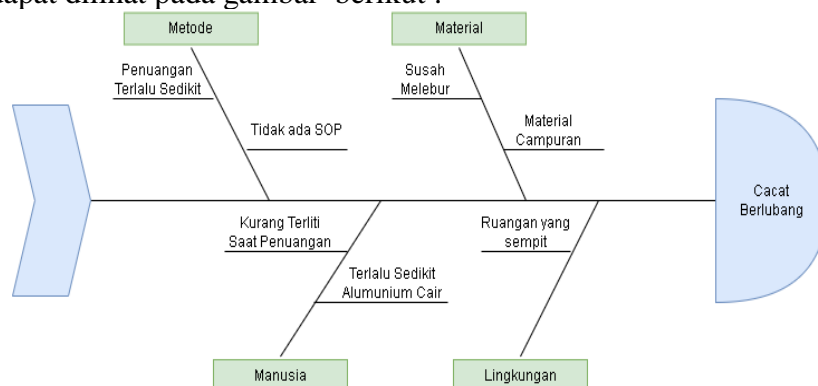 dapat dilihat pada gambar berikut :
Metode
Material
Penuangan
Terlalu Sedikit
Tidak ada SOP
Susah
Melebur
Material
Campuran
Cacat
Berlubang
Kurang Terliti
Saat Penuangan
Terlalu Sedikit
Alumunium Cair
Ruangan yang
sempit
Manusia
Lingkungan